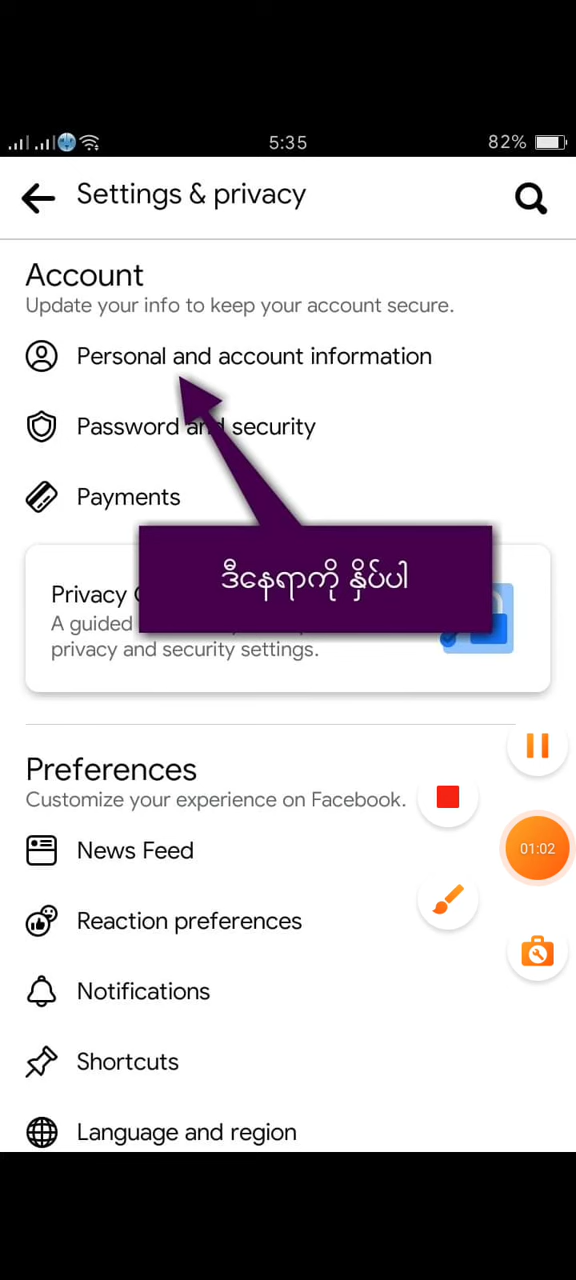 5:35
82%
Settings & privacy
Account
Update your info to keep your account secure.
Personal and account information
Password and security
Payments
ဒီနေရာကို နှိပ်ပါ
Privacy
A guided
privacy and security settings.
Preferences
Customize your experience on Facebook.
News Feed
01:02
Reaction preferences
Notifications
Shortcuts
Language and region